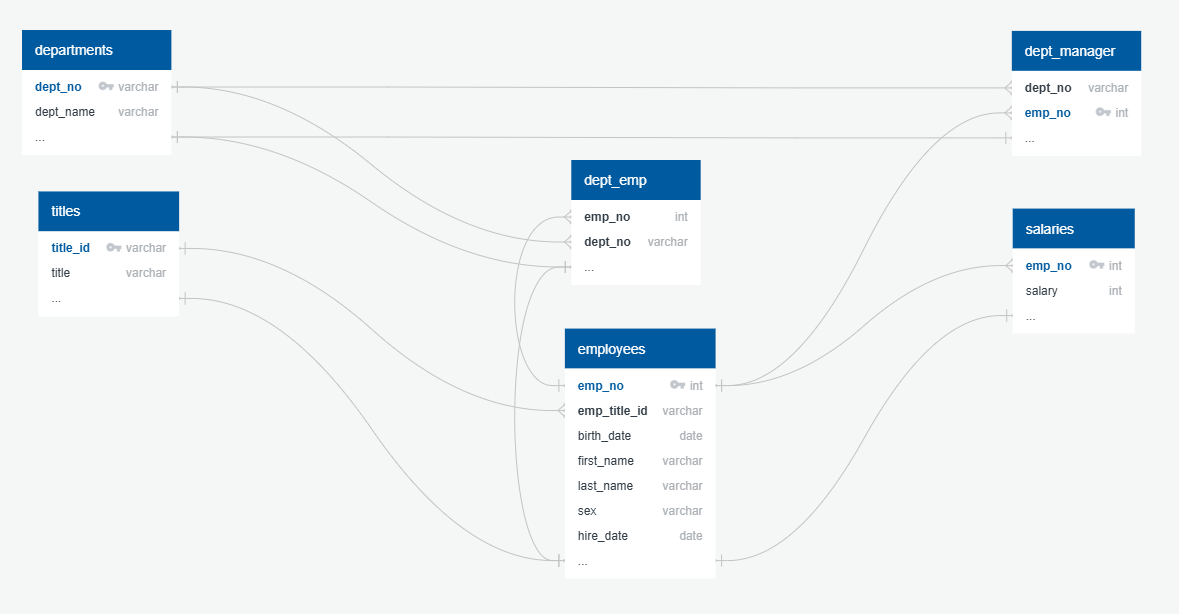 departments
dept_no varchar
dept_name varchar
...
titles
title_id varchar
title varchar
...
dept_emp
emp_no int
dept_no varchar
...
employees
emp_no int
emp_title_id varchar
birth_date date
first_name varchar
last_name varchar
sex varchar
hire_date date
...
dept_manager
dept_no varchar
emp_no int
...
salaries
emp_no int
salary int
...